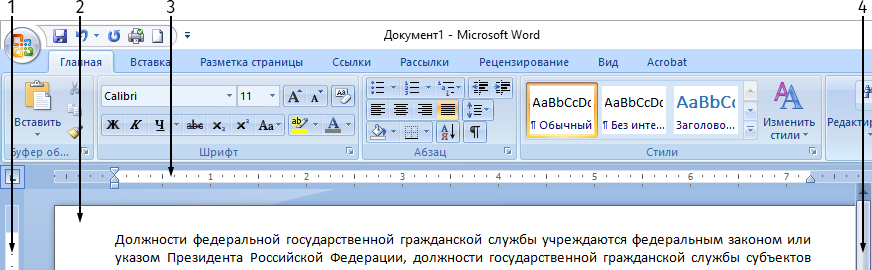 1 2 3 4
Документ1 - Microsoft Word
Главная Вставка Разметка страницы Ссылки Рассылки Рецензирование Вид Acrobat
Вставить
Буфер об...
Calibri 11
Ж К Ч abc x₂ x² Aa ab A
Шрифт
Абзац
AaBbCcDc AaBbCcDc AaBbCc
¶ Обычный ¶ Без инте... Заголово...
Стили
Изменить
стили
Редактир
1 2 3 4 5 6 7
Должности федеральной государственной гражданской службы учреждаются федеральным законом или
указом Президента Российской Федерации, должности государственной гражданской службы субъектов